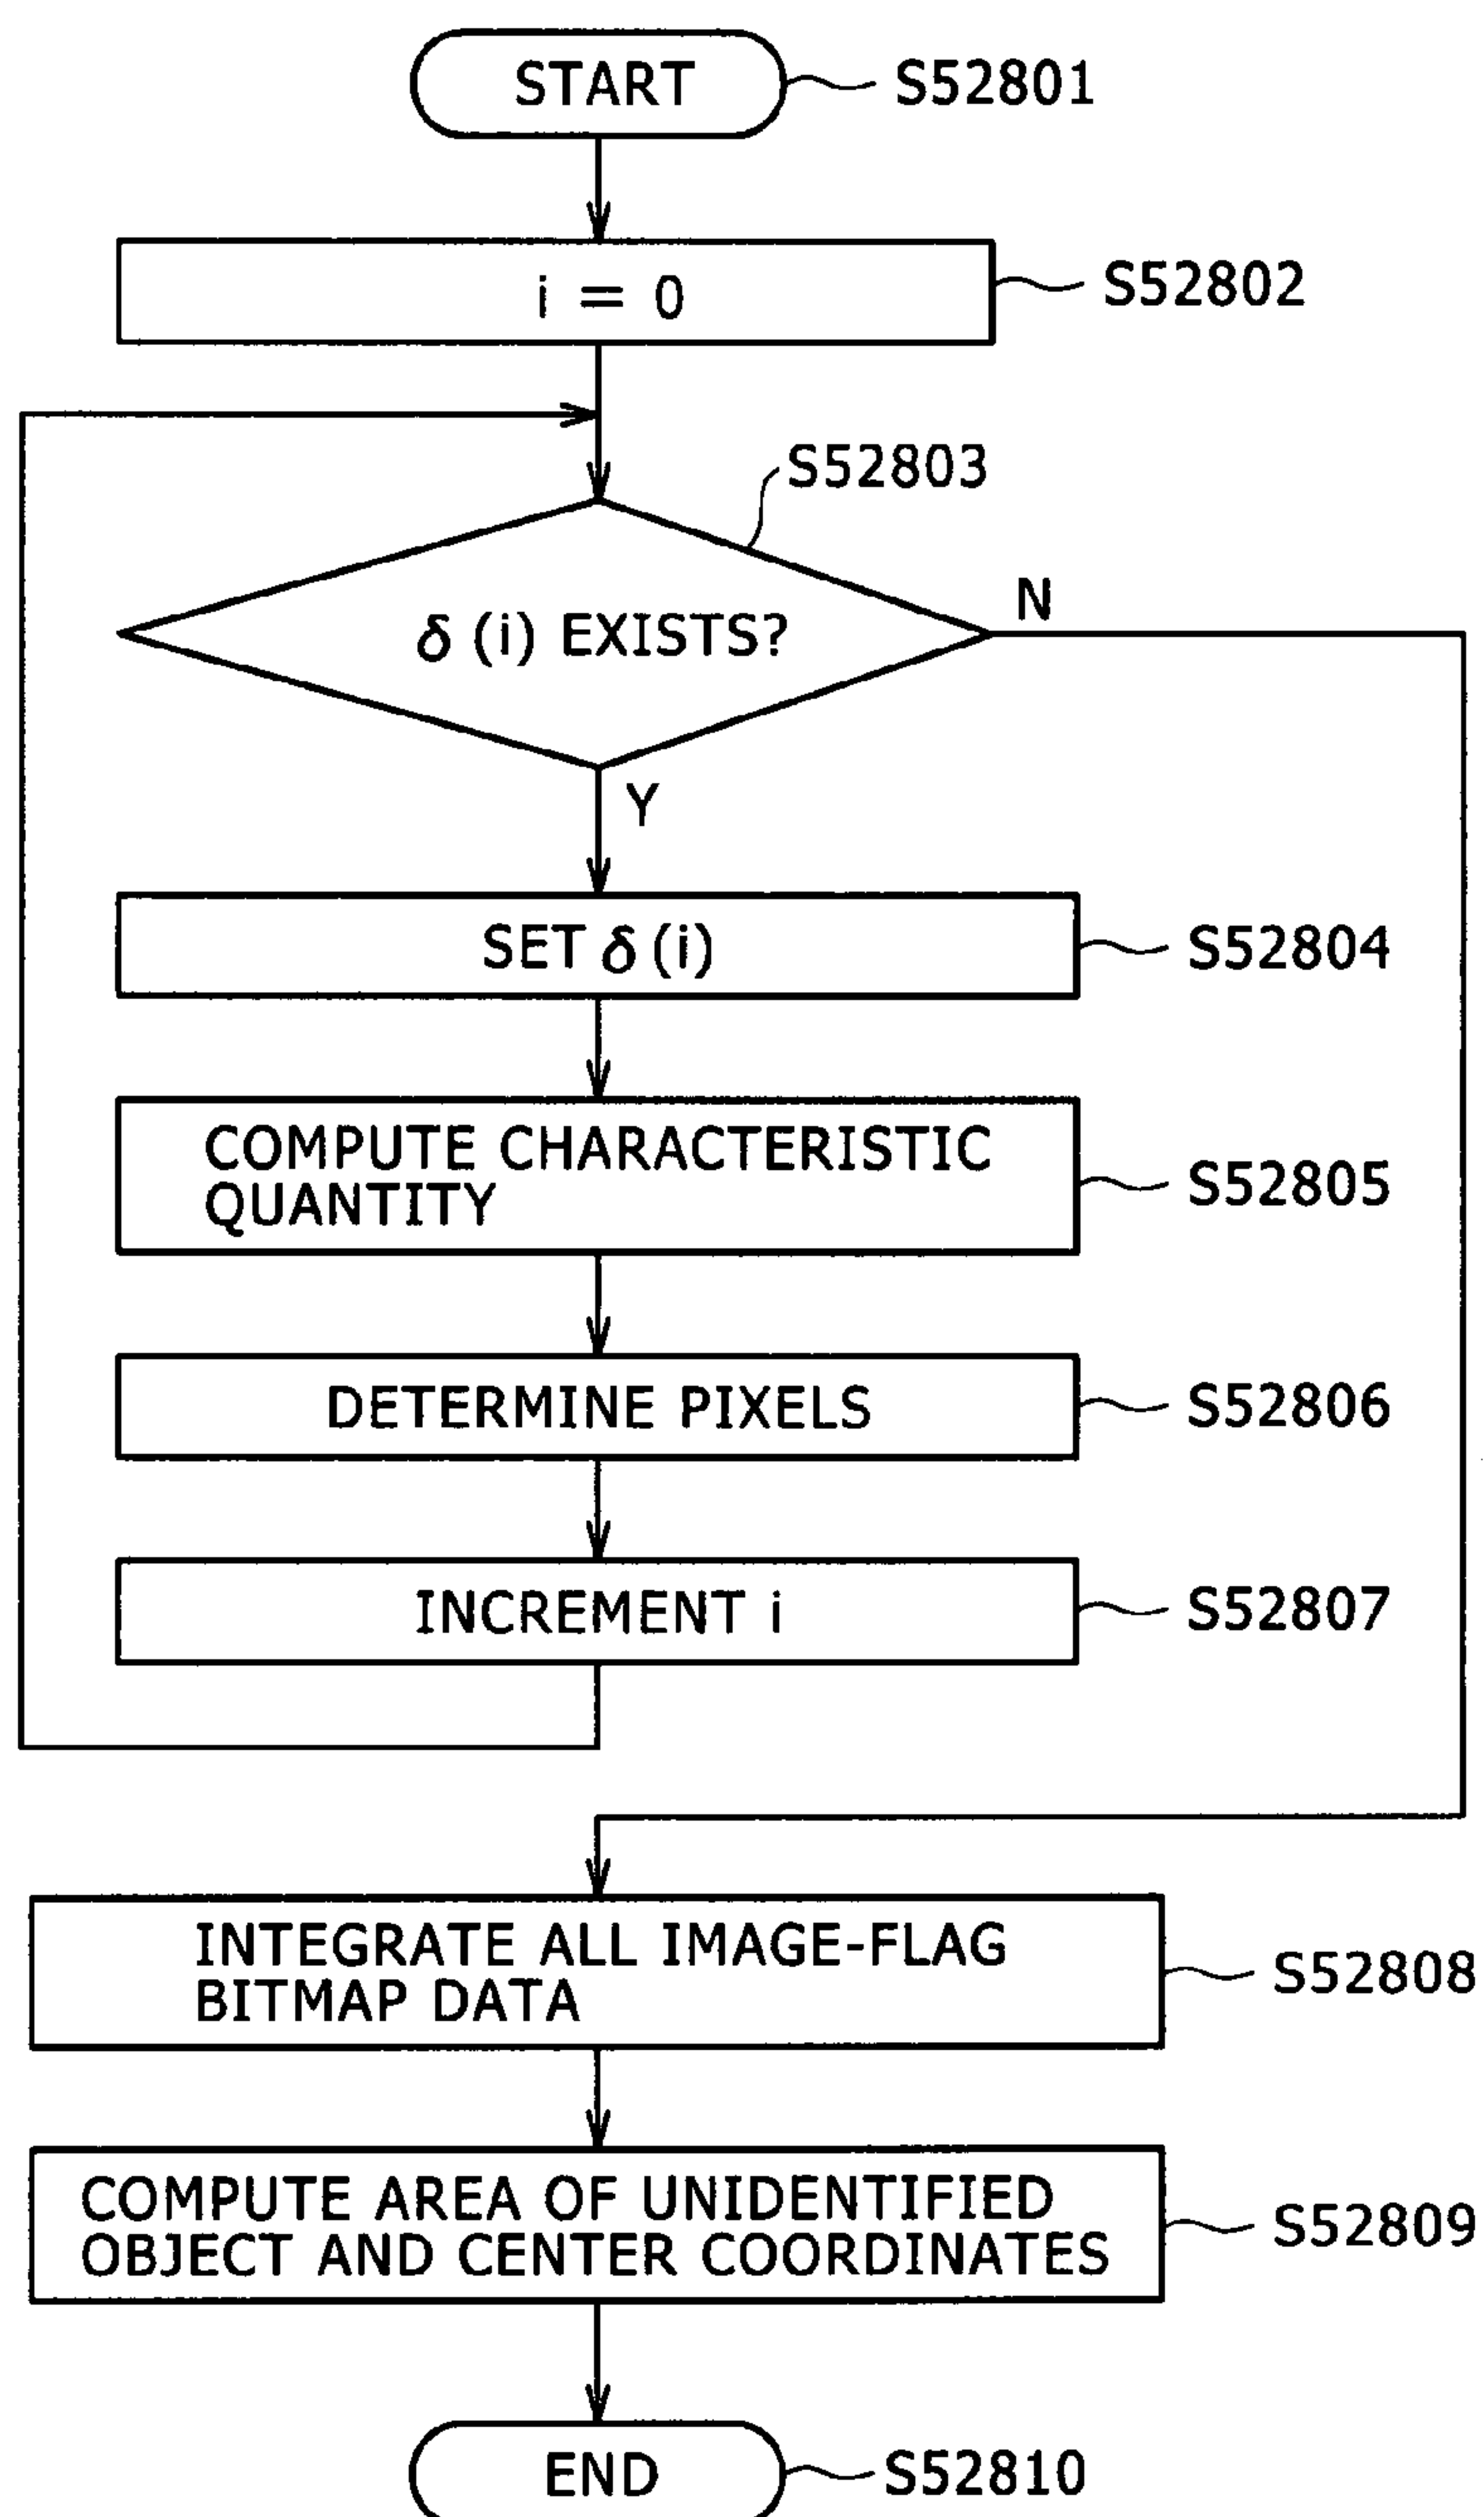 START S52801
i = 0 S52802
S52803
δ (i) EXISTS? N
Y
SET δ (i) S52804
COMPUTE CHARACTERISTIC
QUANTITY S52805
DETERMINE PIXELS S52806
INCREMENT i S52807
INTEGRATE ALL IMAGE-FLAG
BITMAP DATA S52808
COMPUTE AREA OF UNIDENTIFIED
OBJECT AND CENTER COORDINATES S52809
END S52810